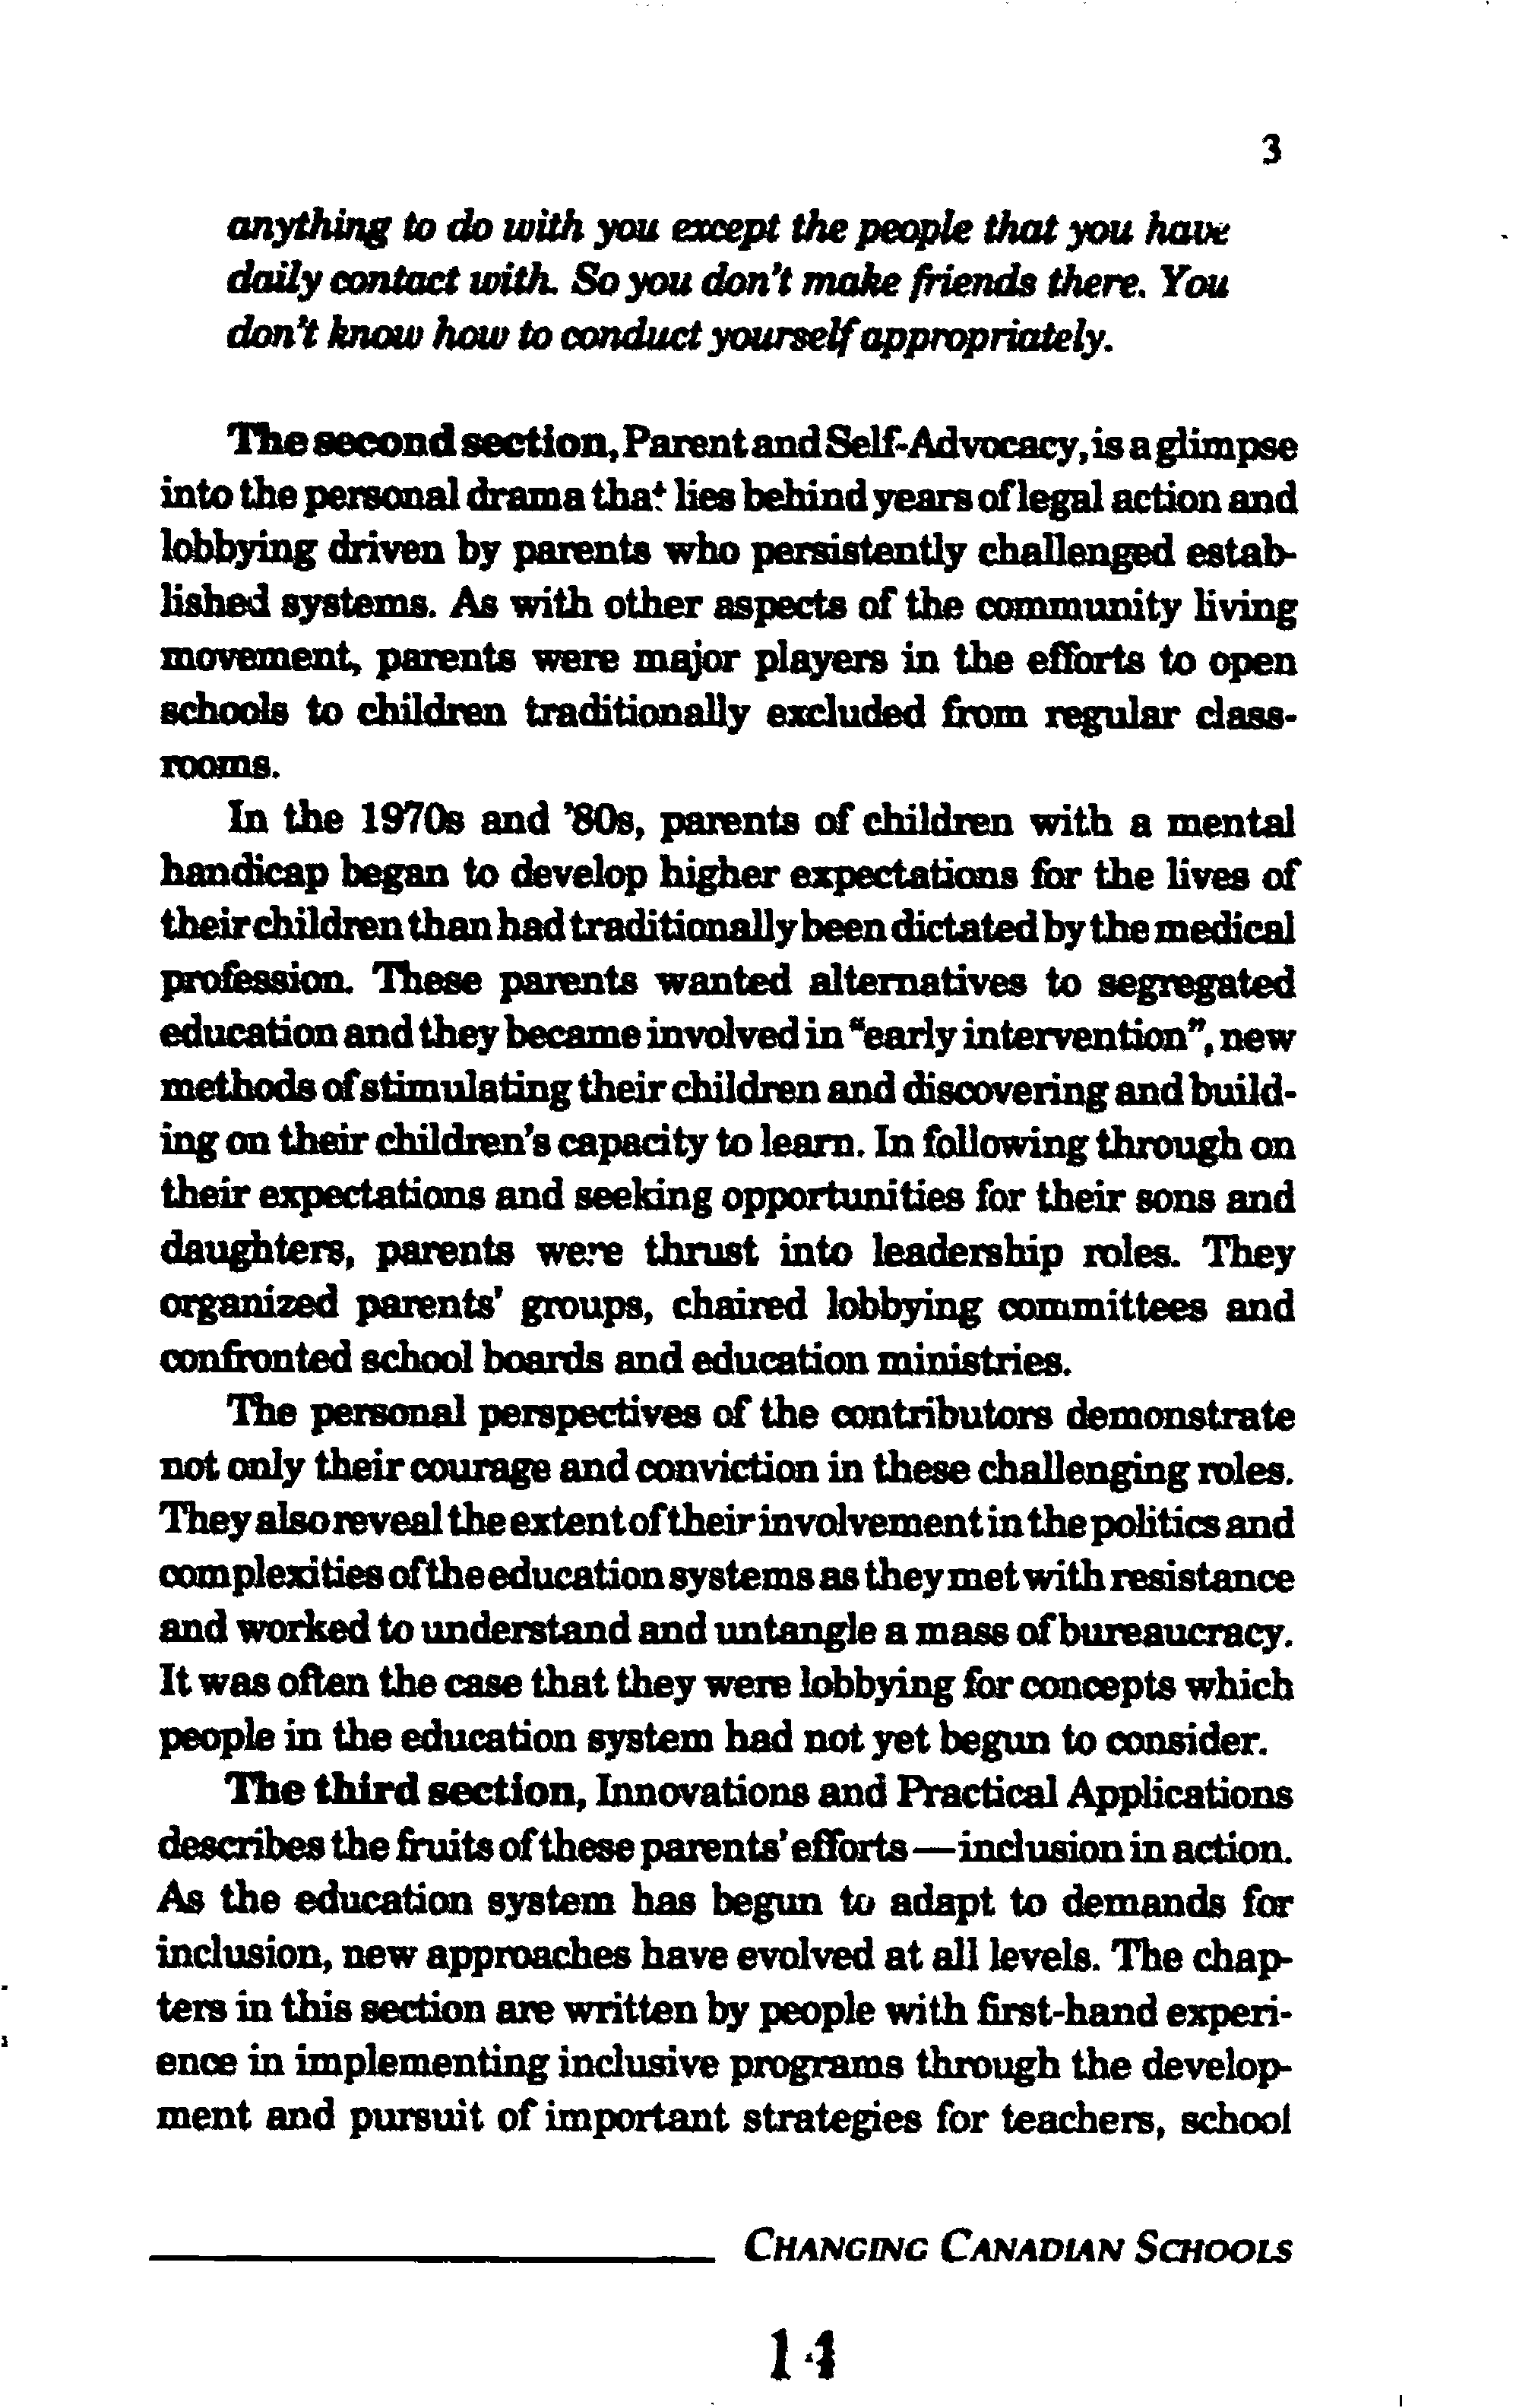 3
anything to do with you except the people that you have
daily contact with. So you don't make friends there. You
don't know how to conduct yourself appropriately.
The second section, Parent and Self-Advocacy, is a glimpse
into the personal drama that lies behind years of legal action and
lobbying driven by parents who persistently challenged estab-
lished systems. As with other aspects of the community living
movement, parents were major players in the efforts to open
schools to children traditionally excluded from regular class-
rooms.
In the 1970s and '80s, parents of children with a mental
handicap began to develop higher expectations for the lives of
their children than had traditionally been dictated by the medical
profession. These parents wanted alternatives to segregated
education and they became involved in "early intervention", new
methods of stimulating their children and discovering and build-
ing on their children's capacity to learn. In following through on
their expectations and seeking opportunities for their sons and
daughters, parents were thrust into leadership roles. They
organized parents' groups, chaired lobbying committees and
confronted school boards and education ministries.
The personal perspectives of the contributors demonstrate
not only their courage and conviction in these challenging roles.
They also reveal the extent of their involvement in the politics and
complexities of the education systems as they met with resistance
and worked to understand and untangle a mass of bureaucracy.
It was often the case that they were lobbying for concepts which
people in the education system had not yet begun to consider.
The third section, Innovations and Practical Applications
describes the fruits of these parents' efforts — inclusion in action.
As the education system has begun to adapt to demands for
inclusion, new approaches have evolved at all levels. The chap-
ters in this section are written by people with first-hand experi-
ence in implementing inclusive programs through the develop-
ment and pursuit of important strategies for teachers, school
CHANGING CANADIAN SCHOOLS
14